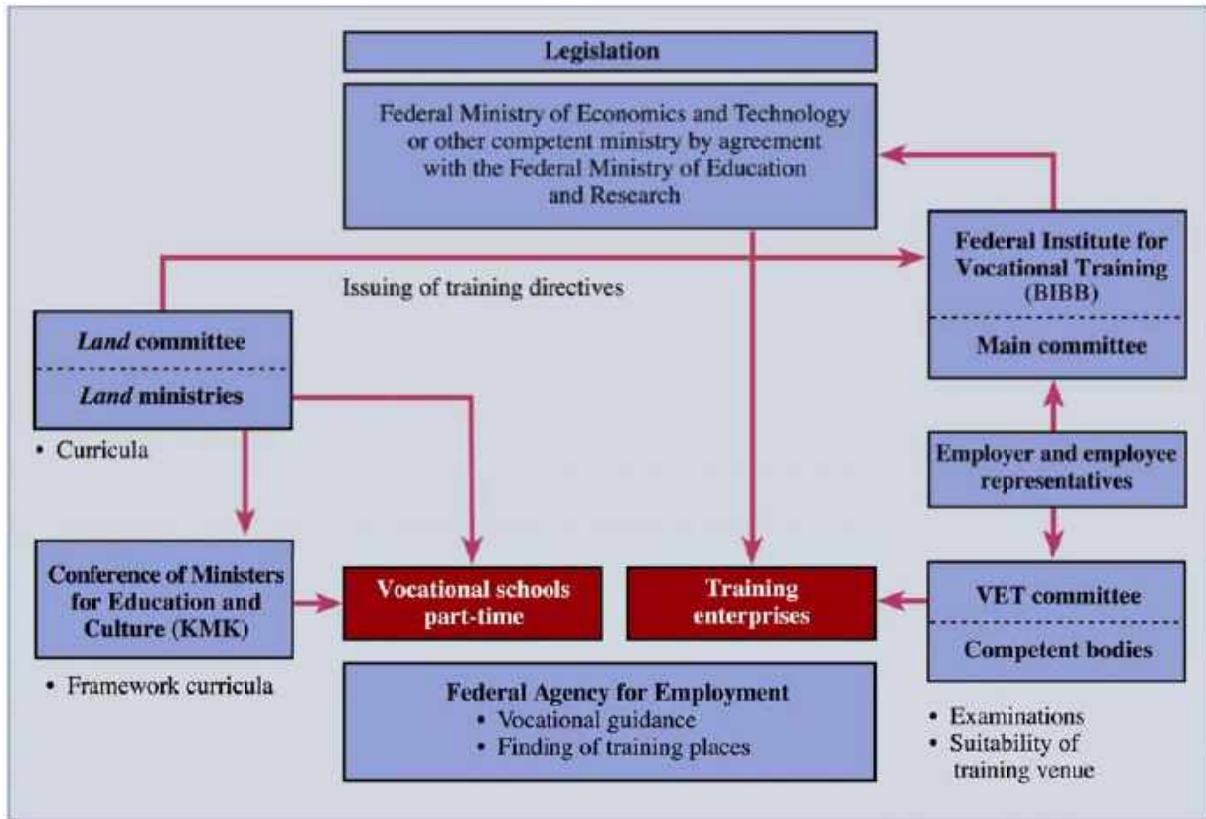 Legislation
Federal Ministry of Economics and Technology
or other competent ministry by agreement
with the Federal Ministry of Education
and Research
Federal Institute for
Vocational Training
(BIBB)
Main committee
Issuing of training directives
Land committee
Land ministries
• Curricula
Employer and employee
representatives
Conference of Ministers
for Education and
Culture (KMK)
• Framework curricula
Vocational schools
part-time
Training
enterprises
VET committee
Competent bodies
• Examinations
• Suitability of
training venue
Federal Agency for Employment
• Vocational guidance
• Finding of training places